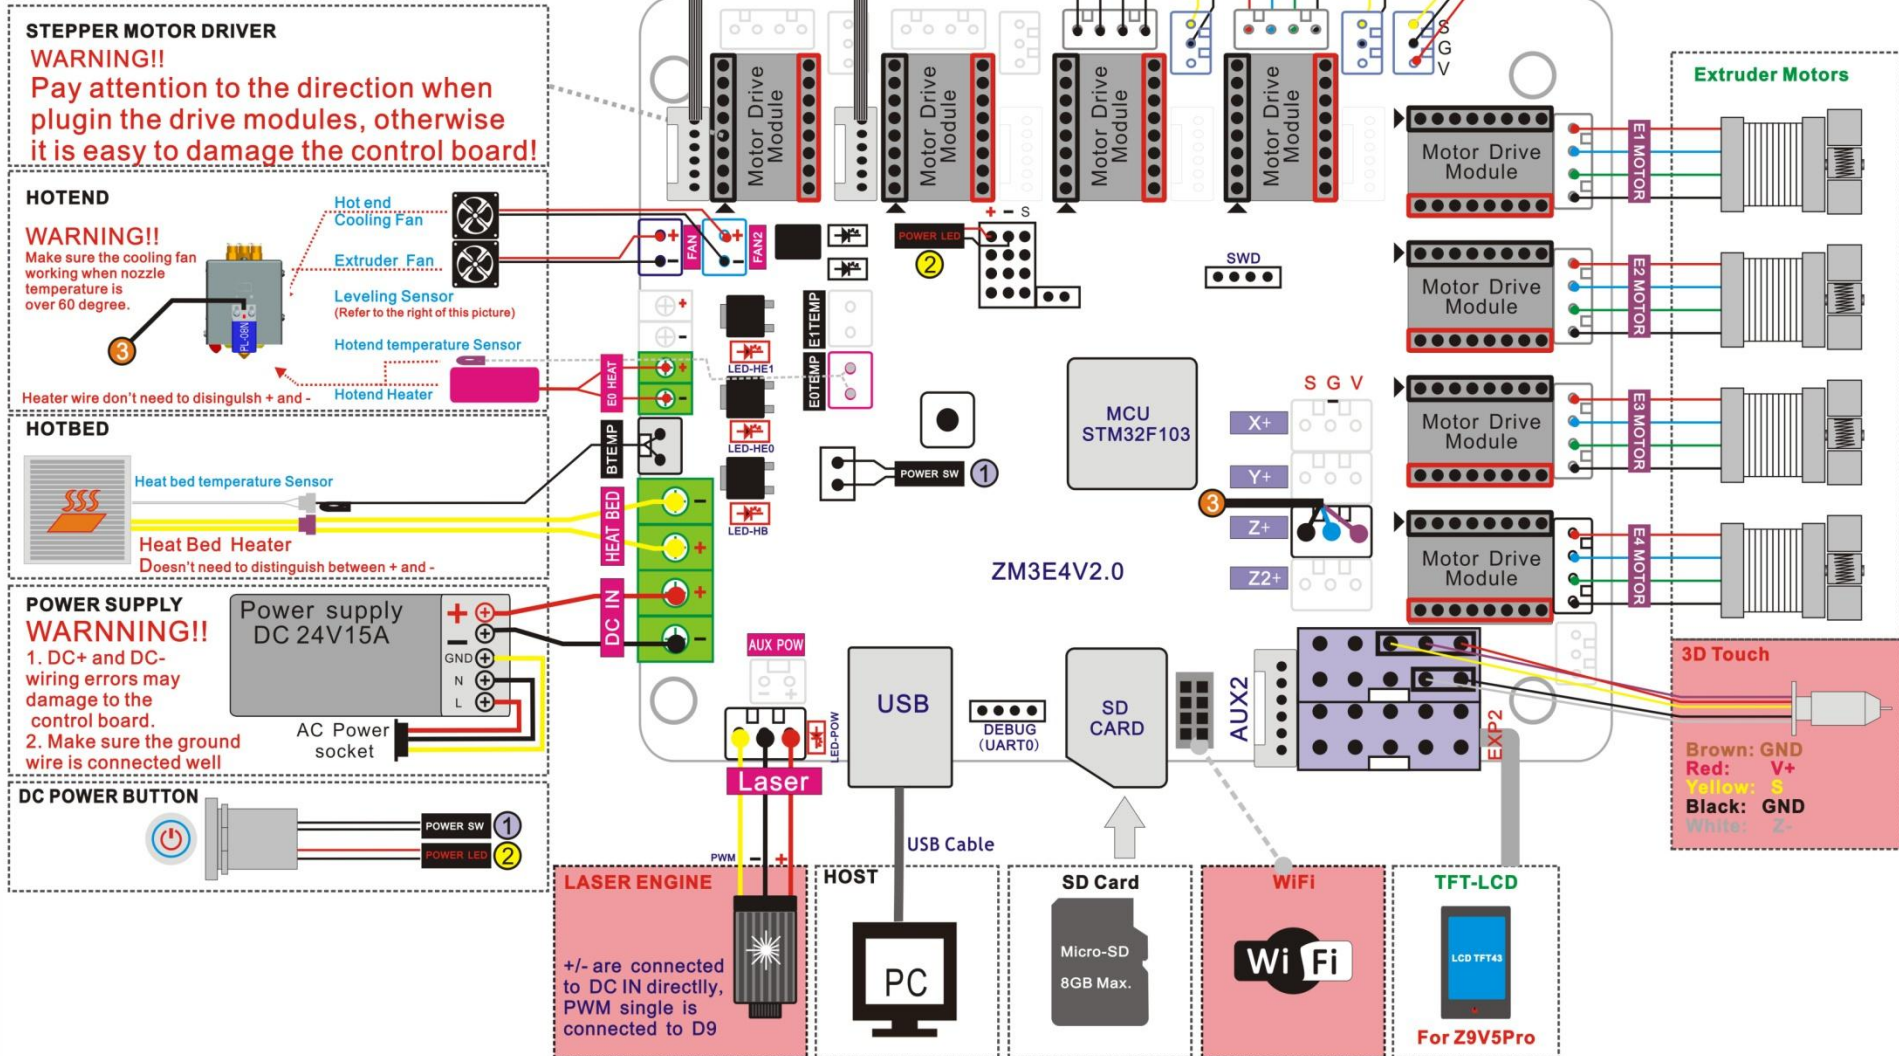 STEPPER MOTOR DRIVER
WARNING!!
Pay attention to the direction when
plugin the drive modules, otherwise
it is easy to damage the control board!
HOTEND
WARNING!!
Make sure the cooling fan
working when nozzle
temperature is
over 60 degree.
Hot end
Cooling Fan
Extruder Fan
Leveling Sensor
(Refer to the right of this picture)
Hotend temperature Sensor
Hotend Heater
PL-08N
3
Heater wire don't need to disinguish + and -
HOTBED
Heat bed temperature Sensor
Heat Bed Heater
Doesn't need to distinguish between + and -
POWER SUPPLY
WARNNING!!
1. DC+ and DC-
wiring errors may
damage to the
control board.
2. Make sure the ground
wire is connected well
Power supply
DC 24V15A
+
−
GND
N
L
AC Power
socket
DC POWER BUTTON
POWER SW 1
POWER LED 2
Motor Drive
Module
Motor Drive
Module
Motor Drive
Module
Motor Drive
Module
S
G
V
FAN
+
-
FAN2
+
-
+
-
E0 HEAT
+
-
BTEMP
HEAT BED
-
+
DC IN
+
-
LED-HE1
LED-HE0
LED-HB
E1TEMP
E0TEMP
+ - S
POWER LED
2
SWD
POWER SW 1
MCU
STM32F103
S G V
X+
Y+
3
Z+
Z2+
ZM3E4V2.0
Motor Drive
Module
Motor Drive
Module
Motor Drive
Module
Motor Drive
Module
Extruder Motors
E1 MOTOR
E2 MOTOR
E3 MOTOR
E4 MOTOR
AUX POW
- +
LED-POW
Laser
PWM - +
USB
DEBUG
(UART0)
SD
CARD
AUX2
EXP2
3D Touch
Brown: GND
Red: V+
Yellow: S
Black: GND
White: Z-
USB Cable
LASER ENGINE
+/- are connected
to DC IN directlly,
PWM single is
connected to D9
HOST
PC
SD Card
Micro-SD
8GB Max.
WiFi
Wi Fi
TFT-LCD
LCD TFT43
For Z9V5Pro